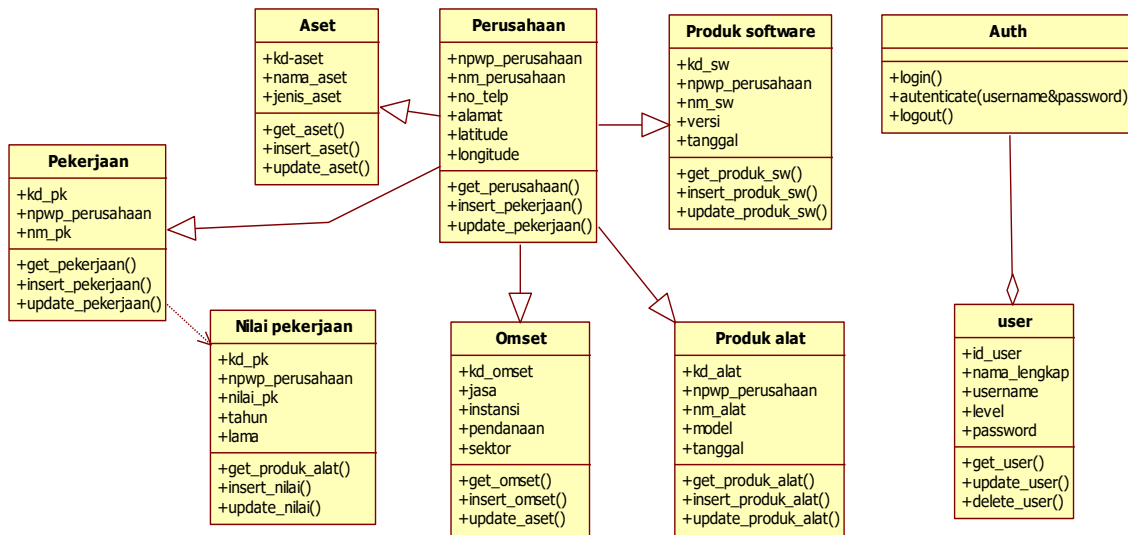 Aset
+kd-aset
+nama_aset
+jenis_aset
+get_aset()
+insert_aset()
+update_aset()
Perusahaan
+npwp_perusahaan
+nm_perusahaan
+no_telp
+alamat
+latitude
+longitude
+get_perusahaan()
+insert_pekerjaan()
+update_pekerjaan()
Produk software
+kd_sw
+npwp_perusahaan
+nm_sw
+versi
+tanggal
+get_produk_sw()
+insert_produk_sw()
+update_produk_sw()
Auth
+login()
+autenticate(username&password)
+logout()
Pekerjaan
+kd_pk
+npwp_perusahaan
+nm_pk
+get_pekerjaan()
+insert_pekerjaan()
+update_pekerjaan()
Nilai pekerjaan
+kd_pk
+npwp_perusahaan
+nilai_pk
+tahun
+lama
+get_produk_alat()
+insert_nilai()
+update_nilai()
Omset
+kd_omset
+jasa
+instansi
+pendanaan
+sektor
+get_omset()
+insert_omset()
+update_aset()
Produk alat
+kd_alat
+npwp_perusahaan
+nm_alat
+model
+tanggal
+get_produk_alat()
+insert_produk_alat()
+update_produk_alat()
user
+id_user
+nama_lengkap
+username
+level
+password
+get_user()
+update_user()
+delete_user()